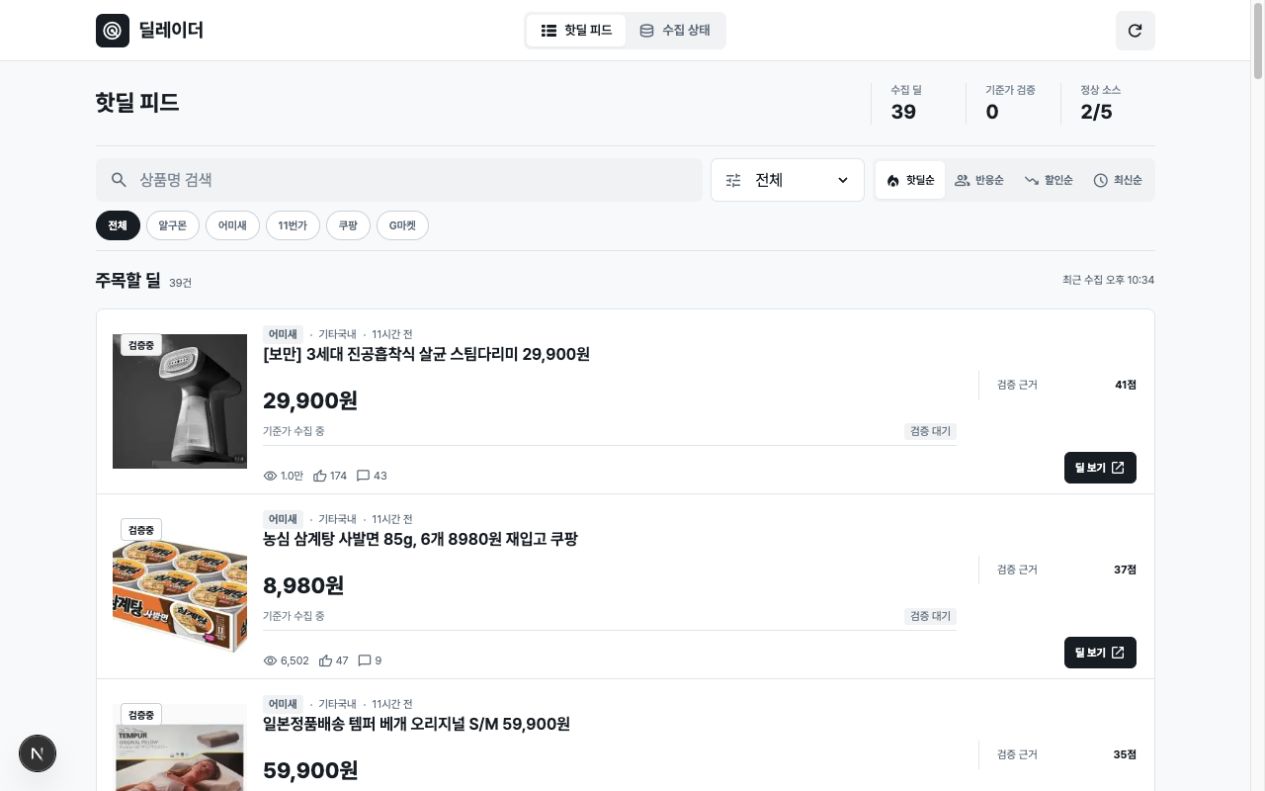 딜레이더
핫딜 피드
수집 상태
핫딜 피드
수집 딜
39
기준가 검증
0
정상 소스
2/5
상품명 검색
전체
핫딜순
반응순
할인순
최신순
전체
알구몬
어미새
11번가
쿠팡
G마켓
주목할 딜 39건
최근 수집 오후 10:34
검증중
어미새 · 기타국내 · 11시간 전
[보만] 3세대 진공흡착식 살균 스팀다리미 29,900원
29,900원
기준가 수집 중
검증 대기
1.0만 174 43
검증 근거 41점
딜 보기
검증중
어미새 · 기타국내 · 11시간 전
농심 삼계탕 사발면 85g, 6개 8980원 재입고 쿠팡
8,980원
기준가 수집 중
검증 대기
6,502 47 9
검증 근거 37점
딜 보기
삼계탕 사발면
삼계탕
검증중
어미새 · 기타국내 · 11시간 전
일본정품배송 템퍼 베개 오리지널 S/M 59,900원
59,900원
검증 근거 35점
TEMPUR
N